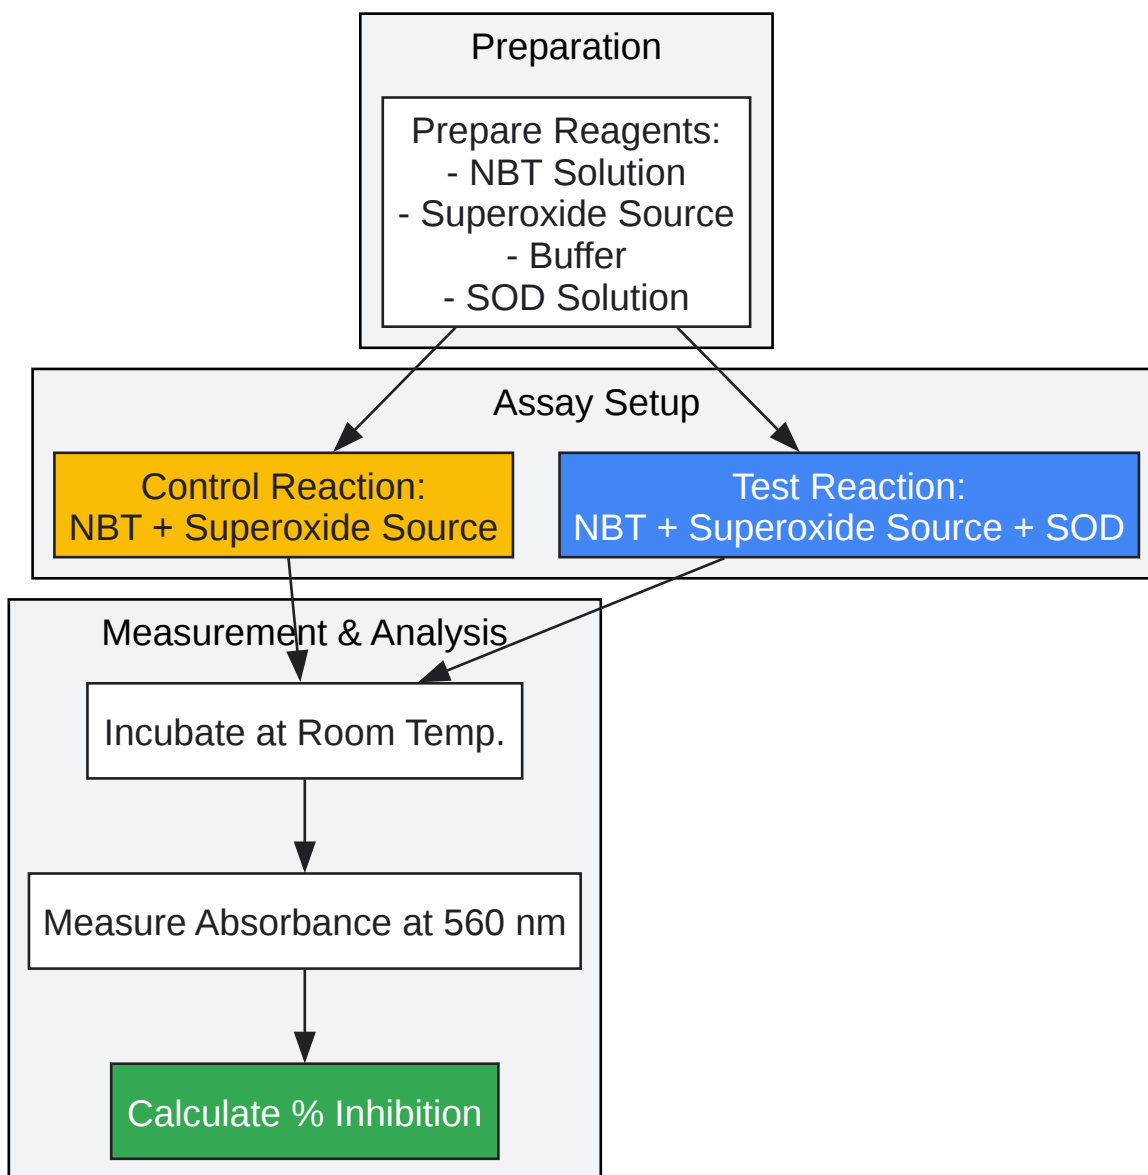 Preparation
Prepare Reagents:
- NBT Solution
- Superoxide Source
- Buffer
- SOD Solution
Assay Setup
Control Reaction:
NBT + Superoxide Source
Test Reaction:
NBT + Superoxide Source + SOD
Measurement & Analysis
Incubate at Room Temp.
Measure Absorbance at 560 nm
Calculate % Inhibition